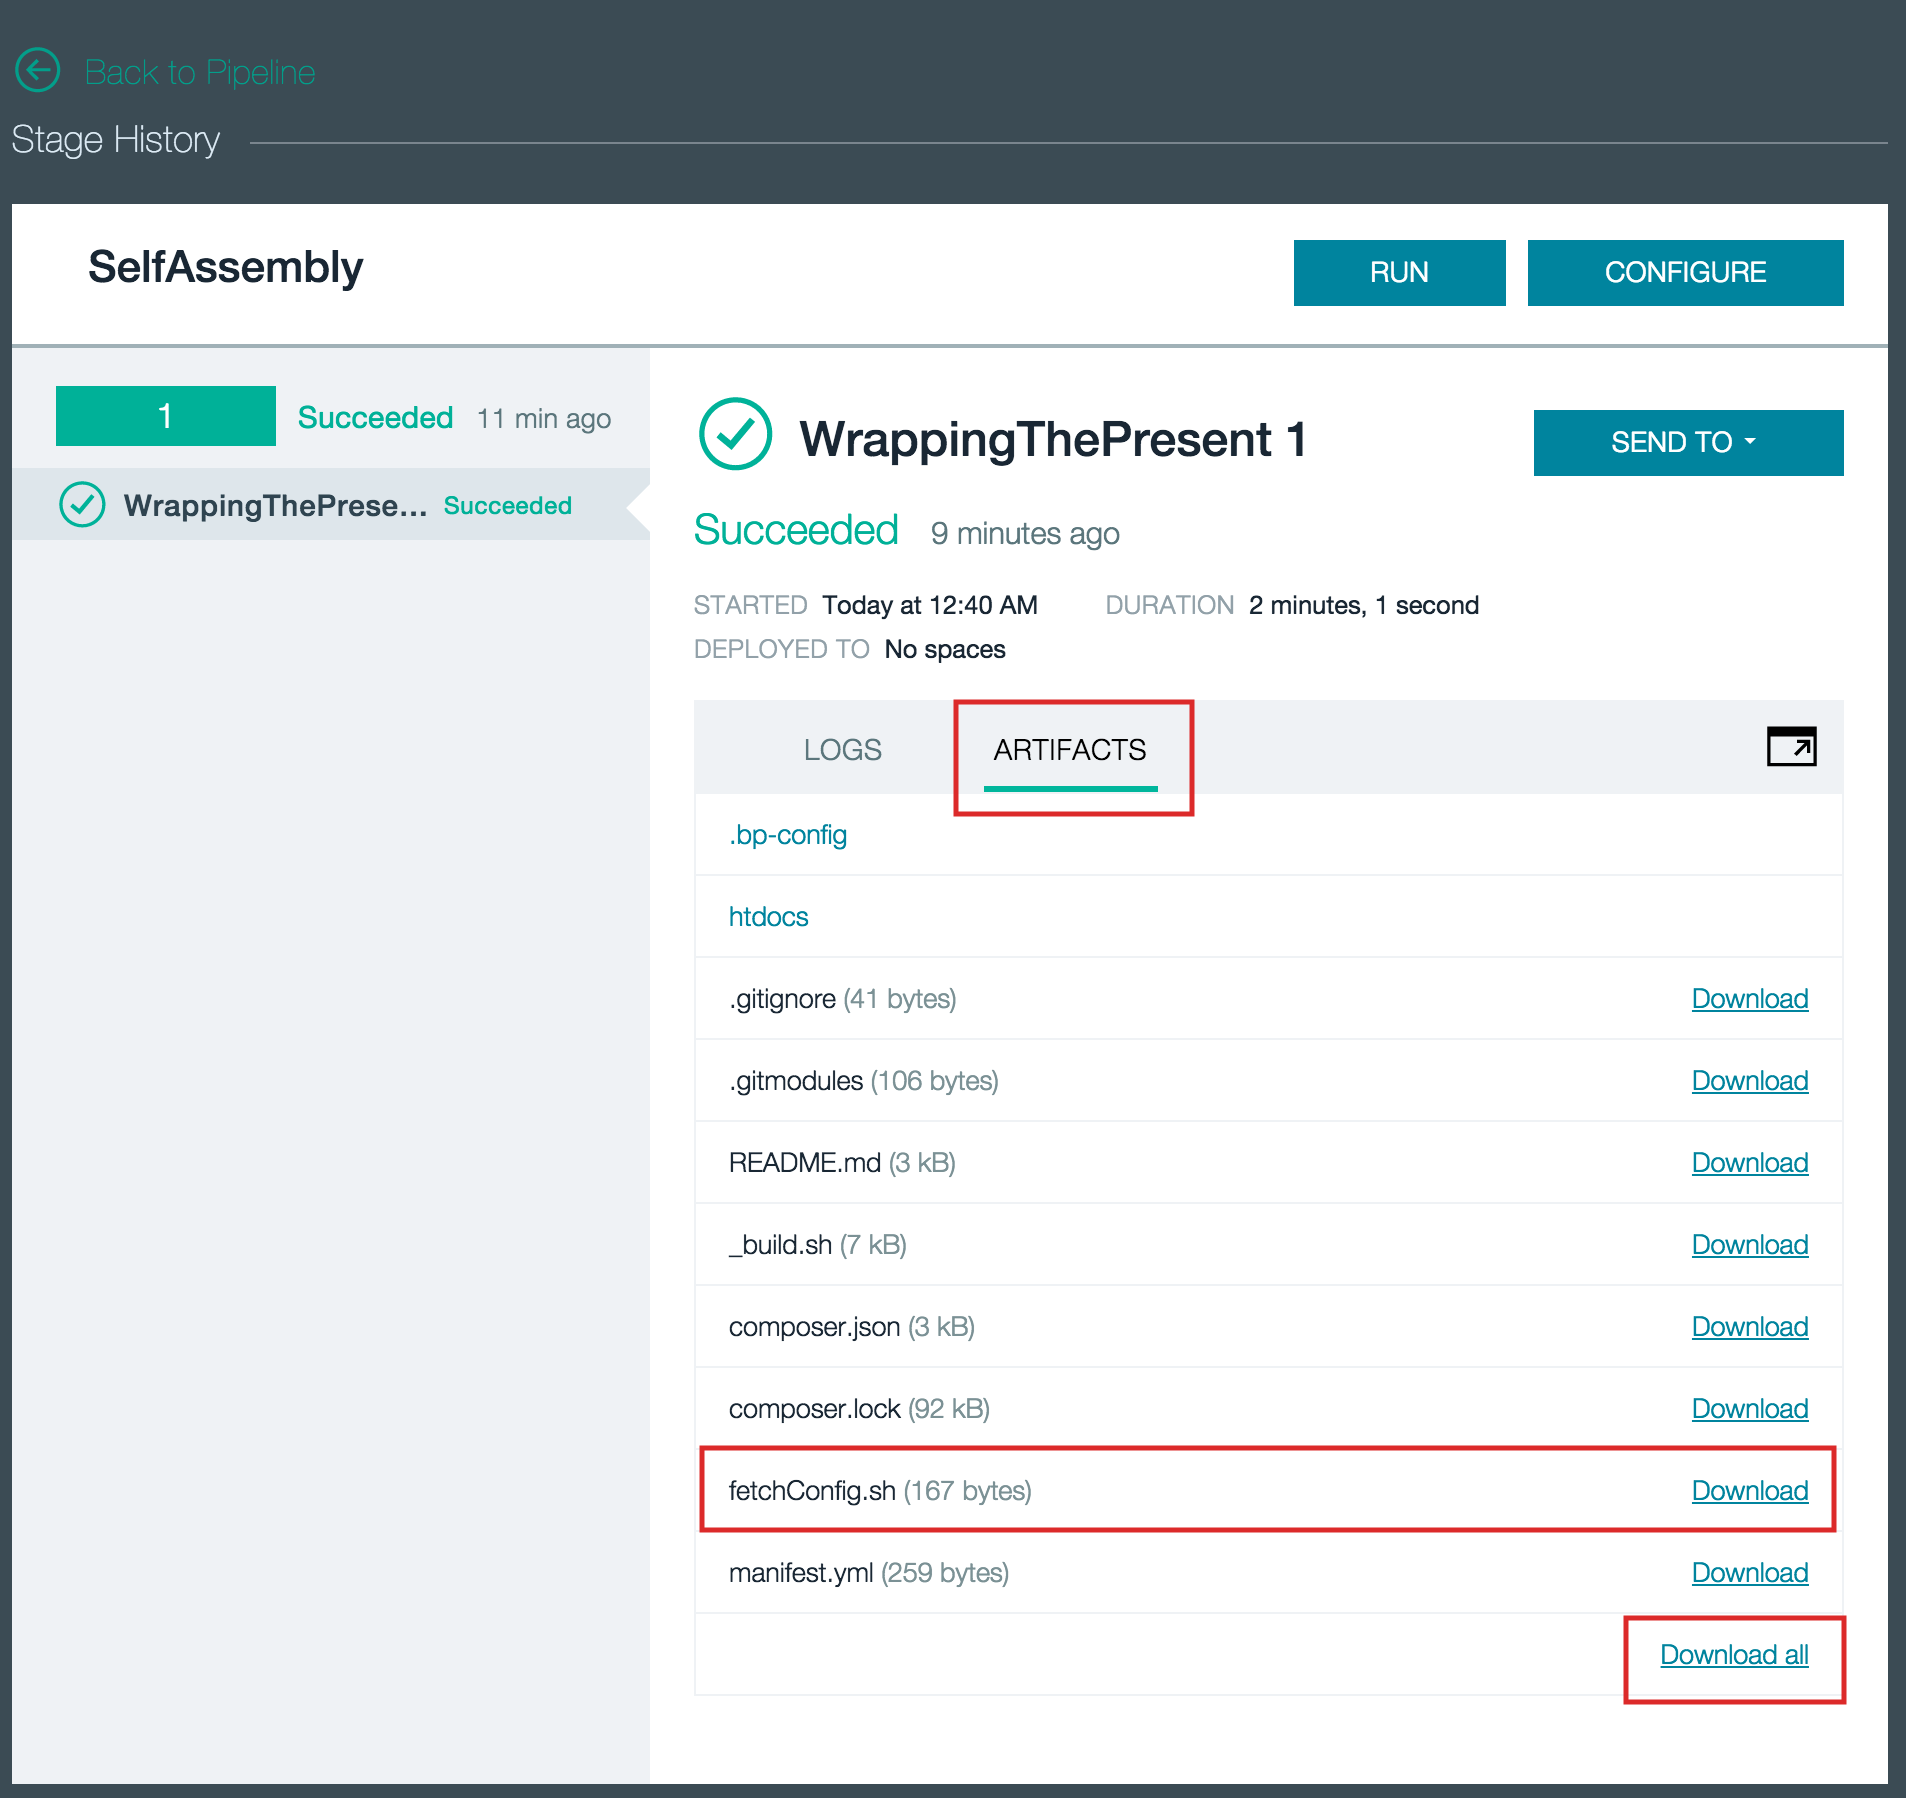 Back to Pipeline
Stage History
SelfAssembly
RUN
CONFIGURE
1 Succeeded 11 min ago
WrappingThePrese... Succeeded
WrappingThePresent 1
SEND TO
Succeeded 9 minutes ago
STARTED Today at 12:40 AM DURATION 2 minutes, 1 second
DEPLOYED TO No spaces
LOGS ARTIFACTS
.bp-config
htdocs
.gitignore (41 bytes) Download
.gitmodules (106 bytes) Download
README.md (3 kB) Download
_build.sh (7 kB) Download
composer.json (3 kB) Download
composer.lock (92 kB) Download
fetchConfig.sh (167 bytes) Download
manifest.yml (259 bytes) Download
Download all